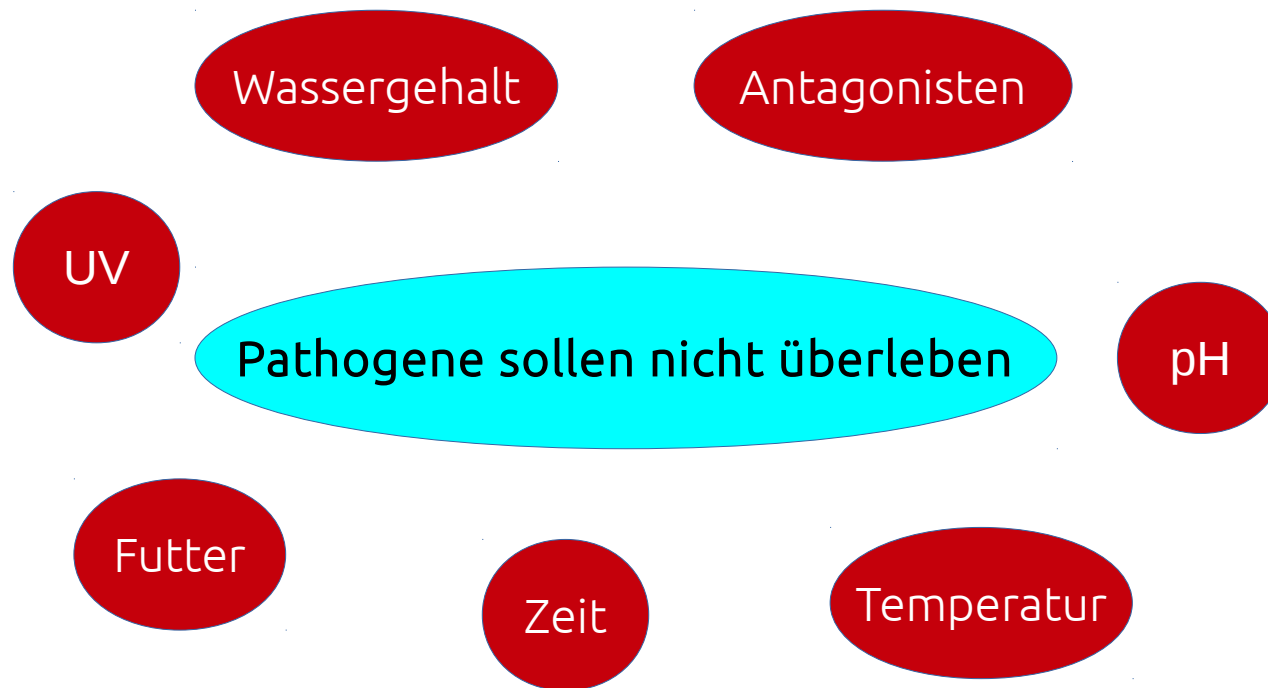 Wassergehalt
Antagonisten
UV
Pathogene sollen nicht überleben
pH
Futter
Zeit
Temperatur